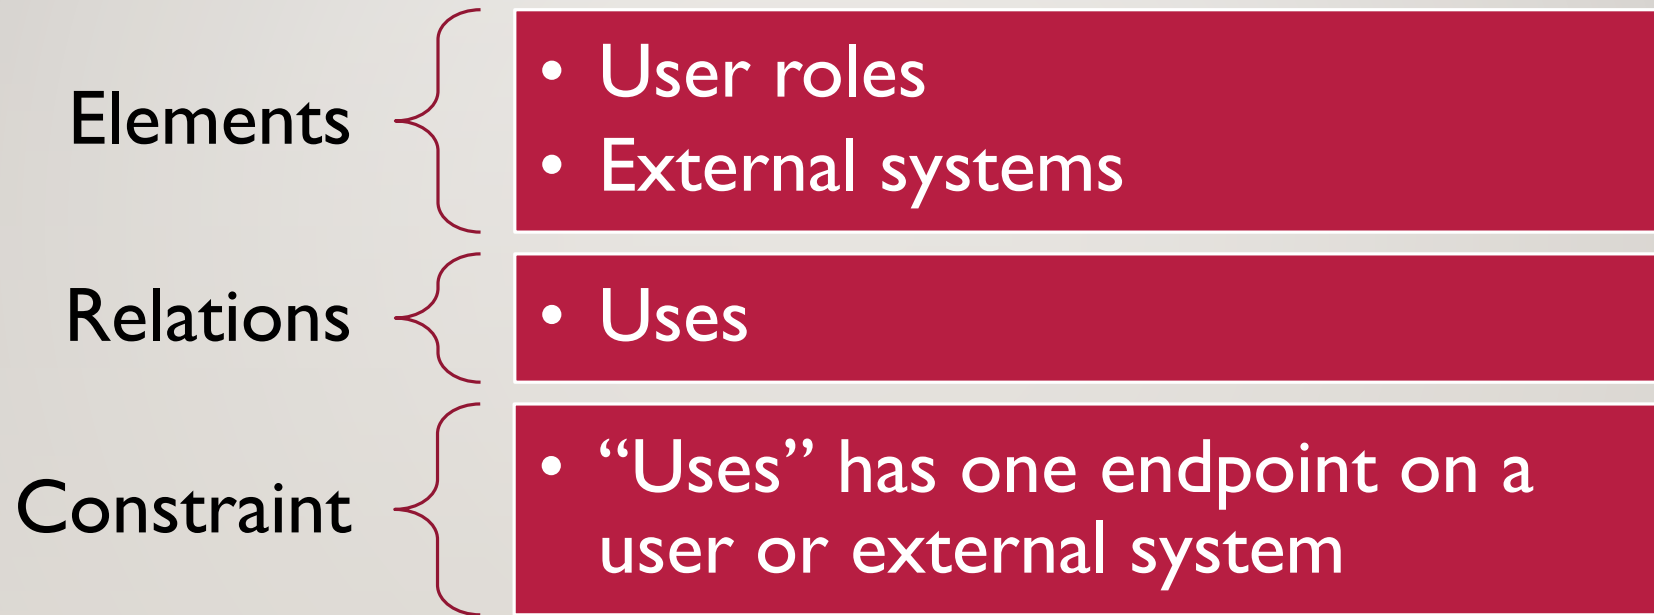 Elements
• User roles
• External systems
Relations
• Uses
Constraint
• “Uses” has one endpoint on a
user or external system